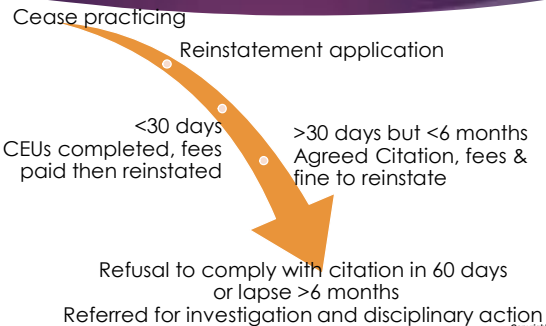 Cease practicing
Reinstatement application
<30 days
CEUs completed, fees
paid then reinstated
>30 days but <6 months
Agreed Citation, fees &
fine to reinstate
Refusal to comply with citation in 60 days
or lapse >6 months
Referred for investigation and disciplinary action